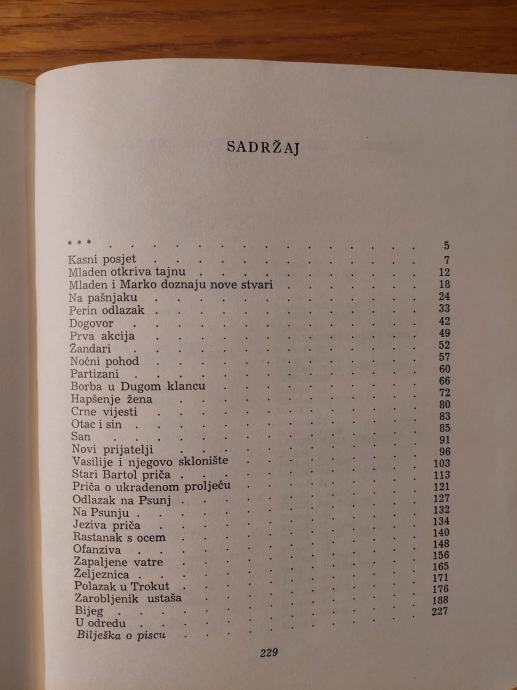 SADRŽAJ
* * * . . . . . . . . . . . 5
Kasni posjet . . . . . . . . . . 7
Mladen otkriva tajnu . . . . . . . . 12
Mladen i Marko doznaju nove stvari . . . . . 18
Na pašnjaku . . . . . . . . . . 24
Perin odlazak . . . . . . . . . . 33
Dogovor . . . . . . . . . . 42
Prva akcija . . . . . . . . . . 49
Žandari . . . . . . . . . . 52
Noćni pohod . . . . . . . . . . 57
Partizani . . . . . . . . . . 60
Borba u Dugom klancu . . . . . . . 66
Hapšenje žena . . . . . . . . . 72
Crne vijesti . . . . . . . . . . 80
Otac i sin . . . . . . . . . . 83
San . . . . . . . . . . . 85
Novi prijatelji . . . . . . . . . 91
Vasilije i njegovo sklonište . . . . . . . 96
Stari Bartol priča . . . . . . . . . 103
Priča o ukradenom proljeću . . . . . . . 113
Odlazak na Psunj . . . . . . . . . 121
Na Psunju . . . . . . . . . . 127
Jeziva priča . . . . . . . . . . 132
Rastanak s ocem . . . . . . . . . 134
Ofanziva . . . . . . . . . . 140
Zapaljene vatre . . . . . . . . . 148
Željeznica . . . . . . . . . . 156
Polazak u Trokut . . . . . . . . . 165
Zarobljenik ustaša . . . . . . . . 171
Bijeg . . . . . . . . . . . 176
U odredu . . . . . . . . . . 188
Bilješka o piscu . . . . . . . . . 227
229